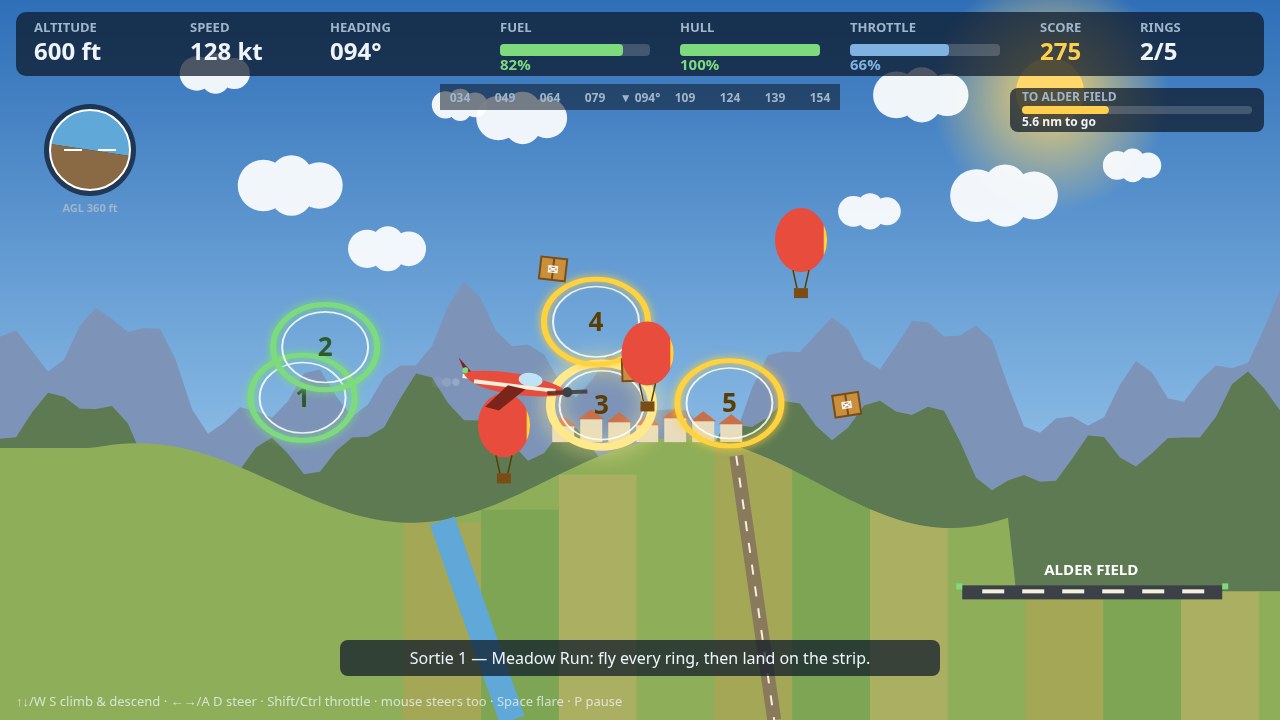 ALTITUDE
600 ft
SPEED
128 kt
HEADING
094°
FUEL
82%
HULL
100%
THROTTLE
66%
SCORE
275
RINGS
2/5
034 049 064 079 ▼ 094° 109 124 139 154
TO ALDER FIELD
5.6 nm to go
AGL 360 ft
4
2
1
3
5
ALDER FIELD
Sortie 1 — Meadow Run: fly every ring, then land on the strip.
↑↓/W S climb & descend · ←→/A D steer · Shift/Ctrl throttle · mouse steers too · Space flare · P pause